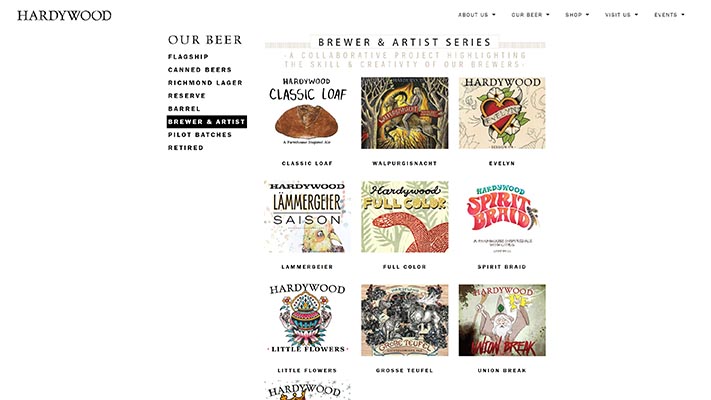 HARDYWOOD
ABOUT US
OUR BEER
SHOP
VISIT US
EVENTS
OUR BEER
FLAGSHIP
CANNED BEERS
RICHMOND LAGER
RESERVE
BARREL
BREWER & ARTIST
PILOT BATCHES
RETIRED
BREWER & ARTIST SERIES
-A COLLABORATIVE PROJECT HIGHLIGHTING
THE SKILL & CREATIVTY OF OUR BREWERS-
HARDYWOOD
CLASSIC LOAF
A Farmhouse Inspired Ale
CLASSIC LOAF
WALPURGISNACHT
WALPURGISNACHT
HARDYWOOD
EVELYN
EVELYN
HARDYWOOD
LÄMMERGEIER
SAISON
LAMMERGEIER
Hardywood
FULL COLOR
FULL COLOR
HARDYWOOD
SPIRIT
BRAID
SPIRIT BRAID
HARDYWOOD
LITTLE FLOWERS
LITTLE FLOWERS
HARDYWOOD
GROSSE TEUFEL
GROSSE TEUFEL
HARDYWOOD
UNION BREAK
UNION BREAK
HARDYWOOD